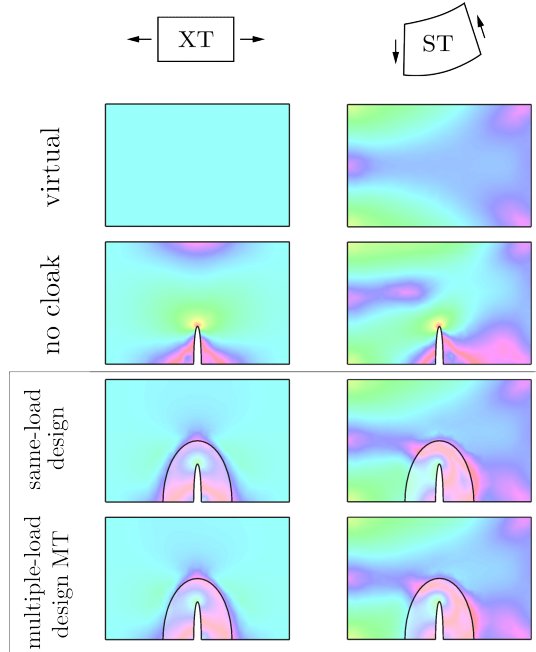 XT
ST
virtual
no cloak
same-load
design
multiple-load
design MT